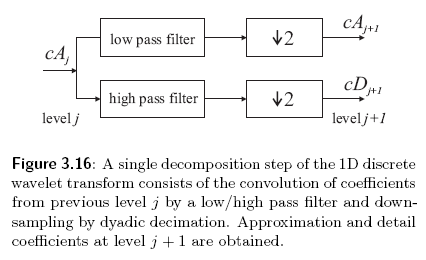 low pass filter
↓2
cA_{j+1}
cA_j
high pass filter
↓2
cD_{j+1}
level j
level j+1
Figure 3.16: A single decomposition step of the 1D discrete
wavelet transform consists of the convolution of coefficients
from previous level j by a low/high pass filter and down-
sampling by dyadic decimation. Approximation and detail
coefficients at level j + 1 are obtained.